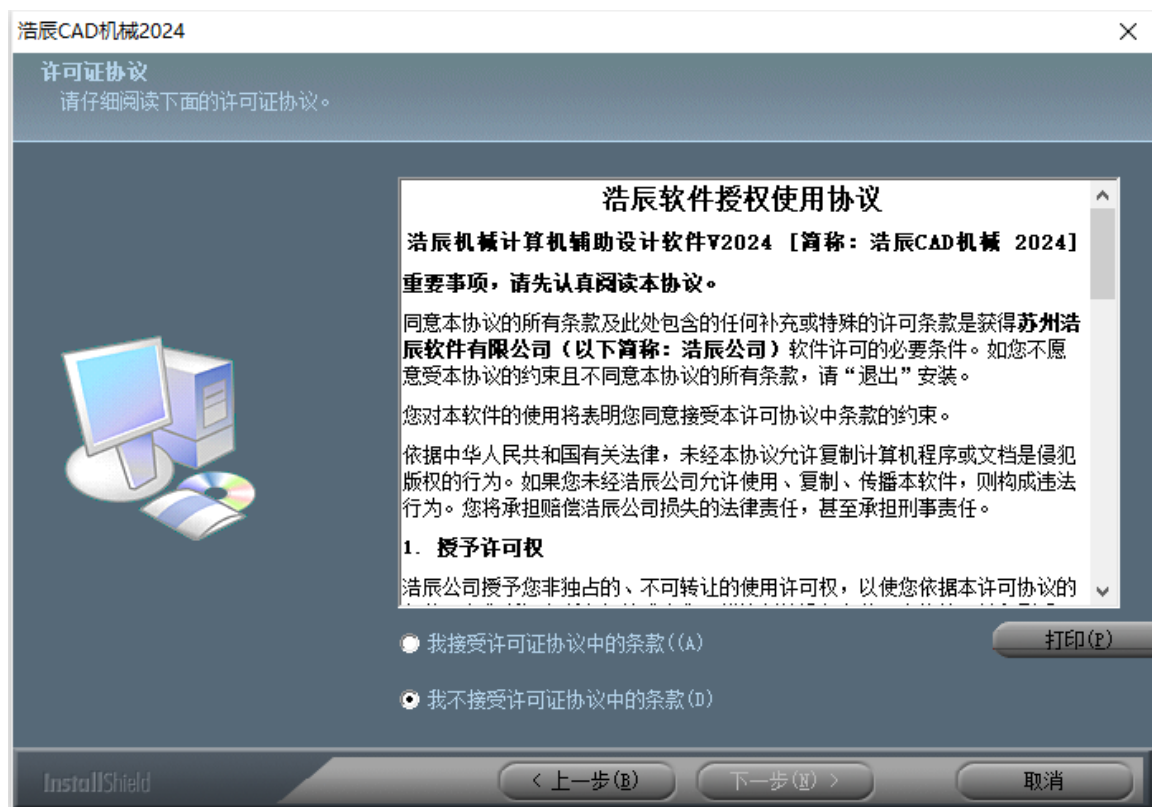 浩辰CAD机械2024
许可证协议
请仔细阅读下面的许可证协议。
浩辰软件授权使用协议
浩辰机械计算机辅助设计软件V2024 [简称：浩辰CAD机械 2024]
重要事项，请先认真阅读本协议。
同意本协议的所有条款及此处包含的任何补充或特殊的许可条款是获得苏州浩
辰软件有限公司（以下简称：浩辰公司）软件许可的必要条件。如您不愿
意受本协议的约束且不同意本协议的所有条款，请“退出”安装。
您对本软件的使用将表明您同意接受本许可协议中条款的约束。
依据中华人民共和国有关法律，未经本协议允许复制计算机程序或文档是侵犯
版权的行为。如果您未经浩辰公司允许使用、复制、传播本软件，则构成违法
行为。您将承担赔偿浩辰公司损失的法律责任，甚至承担刑事责任。
1. 授予许可权
浩辰公司授予您非独占的、不可转让的使用许可权，以使您依据本许可协议的
我接受许可证协议中的条款((A)
打印(P)
我不接受许可证协议中的条款(D)
InstallShield
< 上一步(B)
下一步(N) >
取消